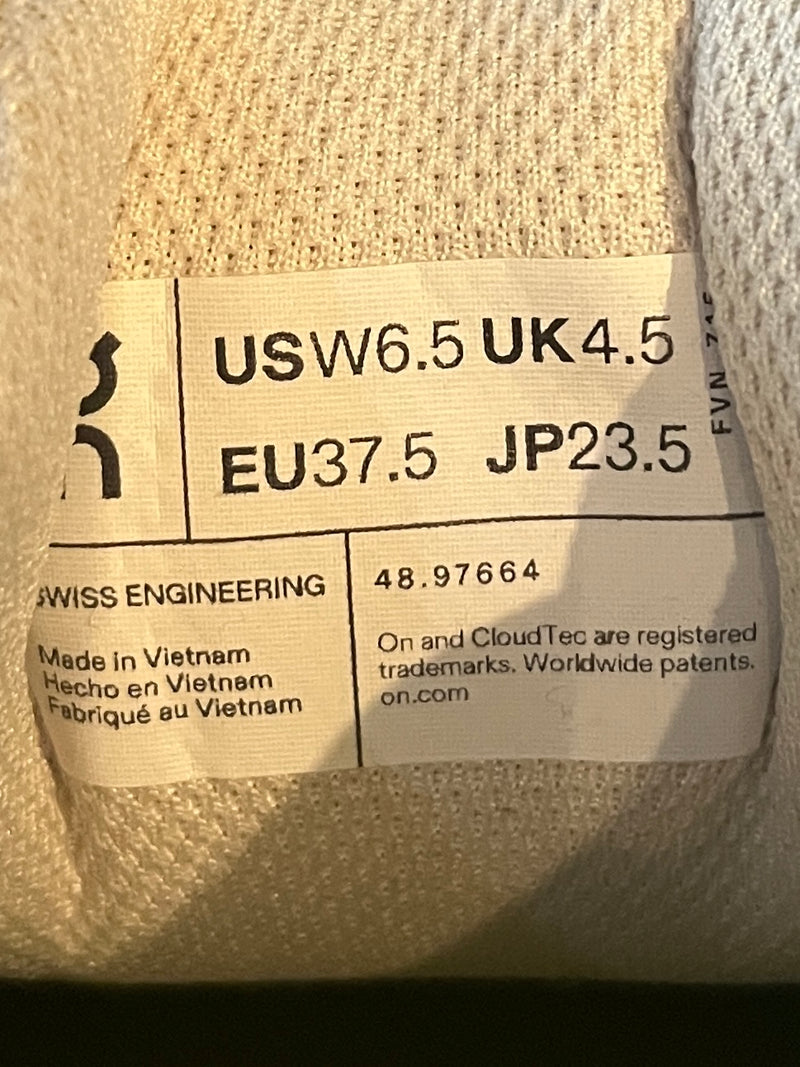 USW6.5 UK4.5
EU37.5 JP23.5
FVN
SWISS ENGINEERING
Made in Vietnam
Hecho en Vietnam
Fabriqué au Vietnam
48.97664
On and CloudTec are registered
trademarks. Worldwide patents.
on.com